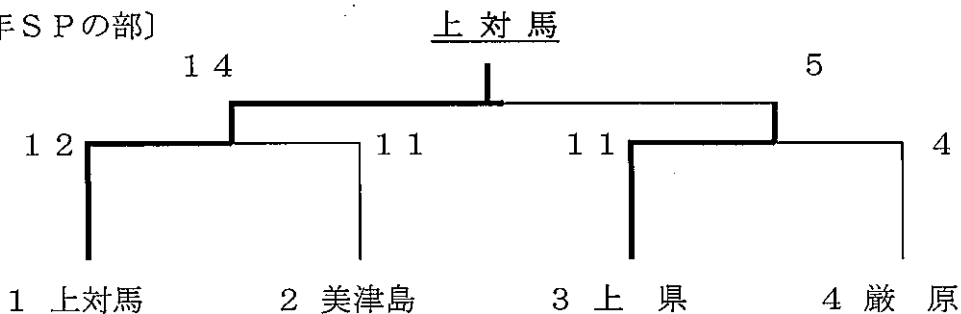 年ＳＰの部〕
上対馬
１４ ５
１２ １１ １１ ４
１ 上対馬 ２ 美津島 ３ 上 県 ４ 厳 原